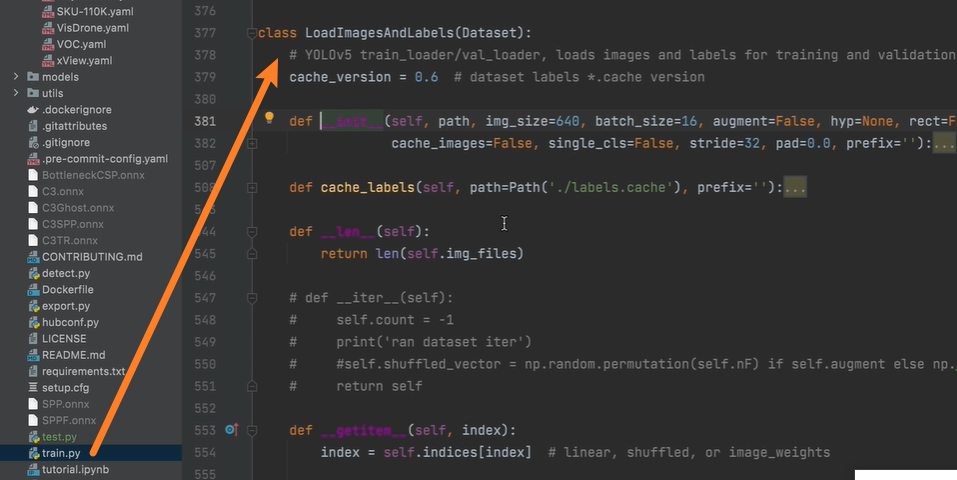 SKU-110K.yaml
VisDrone.yaml
VOC.yaml
xView.yaml
models
utils
.dockerignore
.gitattributes
.gitignore
.pre-commit-config.yaml
BottleneckCSP.onnx
C3.onnx
C3Ghost.onnx
C3SPP.onnx
C3TR.onnx
CONTRIBUTING.md
detect.py
Dockerfile
export.py
hubconf.py
LICENSE
README.md
requirements.txt
setup.cfg
SPP.onnx
SPPF.onnx
test.py
train.py
tutorial.ipynb
376
377 class LoadImagesAndLabels(Dataset):
378 # YOLOv5 train_loader/val_loader, loads images and labels for training and validation
379 cache_version = 0.6  # dataset labels *.cache version
380
381 def __init__(self, path, img_size=640, batch_size=16, augment=False, hyp=None, rect=F
382 cache_images=False, single_cls=False, stride=32, pad=0.0, prefix=''):...
507
508 def cache_labels(self, path=Path('./labels.cache'), prefix=''):...
543
544 def __len__(self):
545 return len(self.img_files)
546
547 # def __iter__(self):
548 #     self.count = -1
549 #     print('ran dataset iter')
550 #     #self.shuffled_vector = np.random.permutation(self.nF) if self.augment else np.
551 #     return self
552
553 def __getitem__(self, index):
554 index = self.indices[index]  # linear, shuffled, or image_weights
555